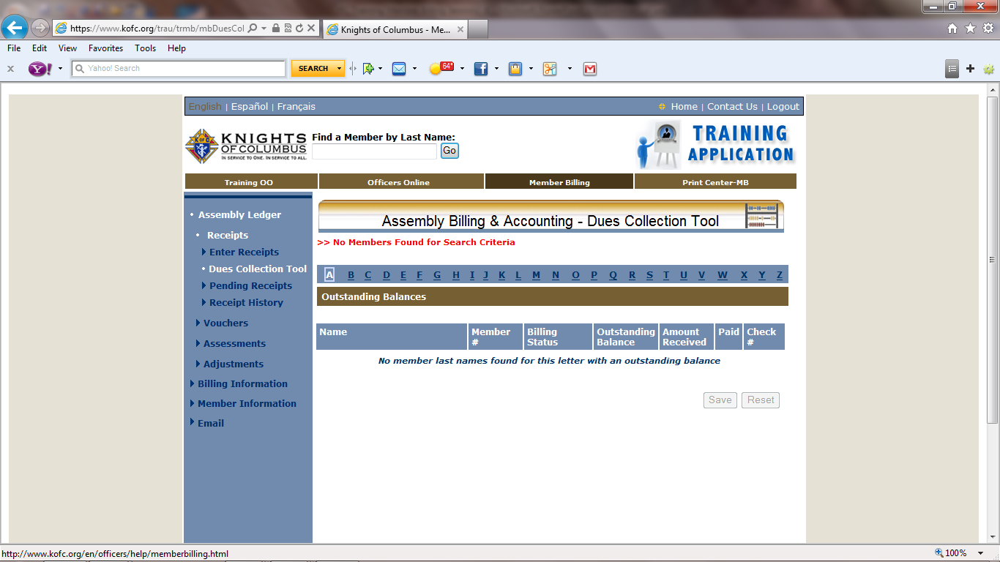 https://www.kofc.org/trau/trmb/mbDuesCol
Knights of Columbus - Me...
File Edit View Favorites Tools Help
Y!
Yahoo! Search
SEARCH
64°
English | Español | Français
Home | Contact Us | Logout
K of C
KNIGHTS
OF COLUMBUS
IN SERVICE TO ONE. IN SERVICE TO ALL.
Find a Member by Last Name:
Go
TRAINING
APPLICATION
Training OO
Officers Online
Member Billing
Print Center-MB
Assembly Ledger
Receipts
Enter Receipts
Dues Collection Tool
Pending Receipts
Receipt History
Vouchers
Assessments
Adjustments
Billing Information
Member Information
Email
Assembly Billing & Accounting - Dues Collection Tool
>> No Members Found for Search Criteria
A B C D E F G H I J K L M N O P Q R S T U V W X Y Z
Outstanding Balances
Name
Member
#
Billing
Status
Outstanding
Balance
Amount
Received
Paid
Check
#
No member last names found for this letter with an outstanding balance
Save
Reset
http://www.kofc.org/en/officers/help/memberbilling.html
100%